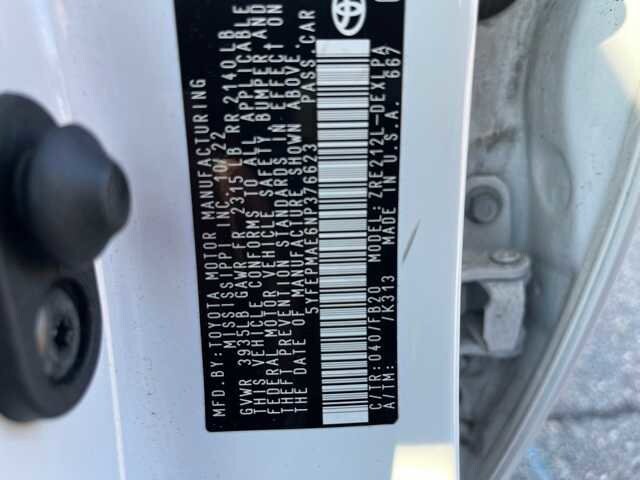 MFD.BY:TOYOTA MOTOR MANUFACTURING
MISSISSIPPI INC. 10/22
GVWR 3935LB GAWR FR 2315 LB RR 2140LB
THIS VEHICLE CONFORMS TO ALL APPLICABLE
FEDERAL MOTOR VEHICLE SAFETY, BUMPER AND
THEFT PREVENTION STANDARDS IN EFFECT ON
THE DATE OF MANUFACTURE SHOWN ABOVE.
5YFEPMAE6NP376623 PASS.CAR
C/TR: 040/FB20 MODEL: ZRE212L-DEXLPA
A/TM: /K313 MADE IN U.S.A. 667